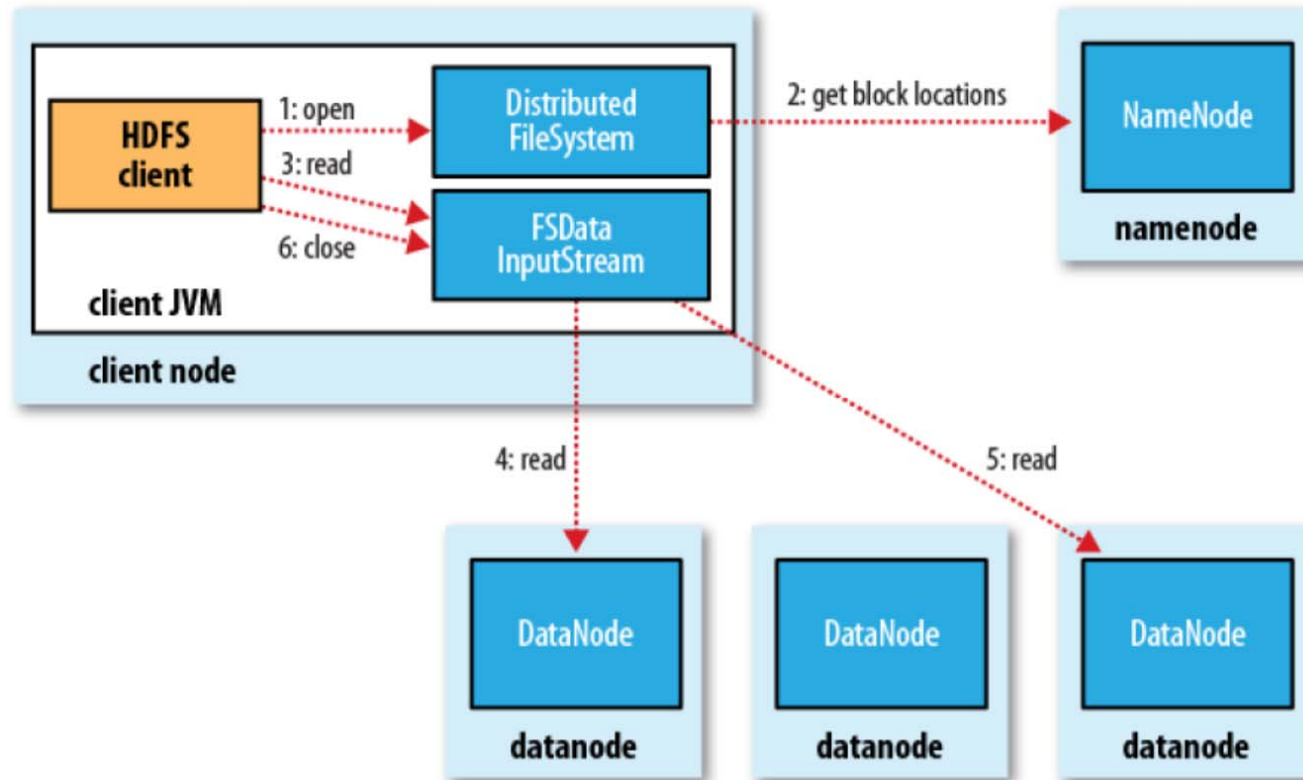 HDFS
client
1: open
3: read
6: close
Distributed
FileSystem
FSData
InputStream
client JVM
client node
2: get block locations
NameNode
namenode
4: read
5: read
DataNode
datanode
DataNode
datanode
DataNode
datanode